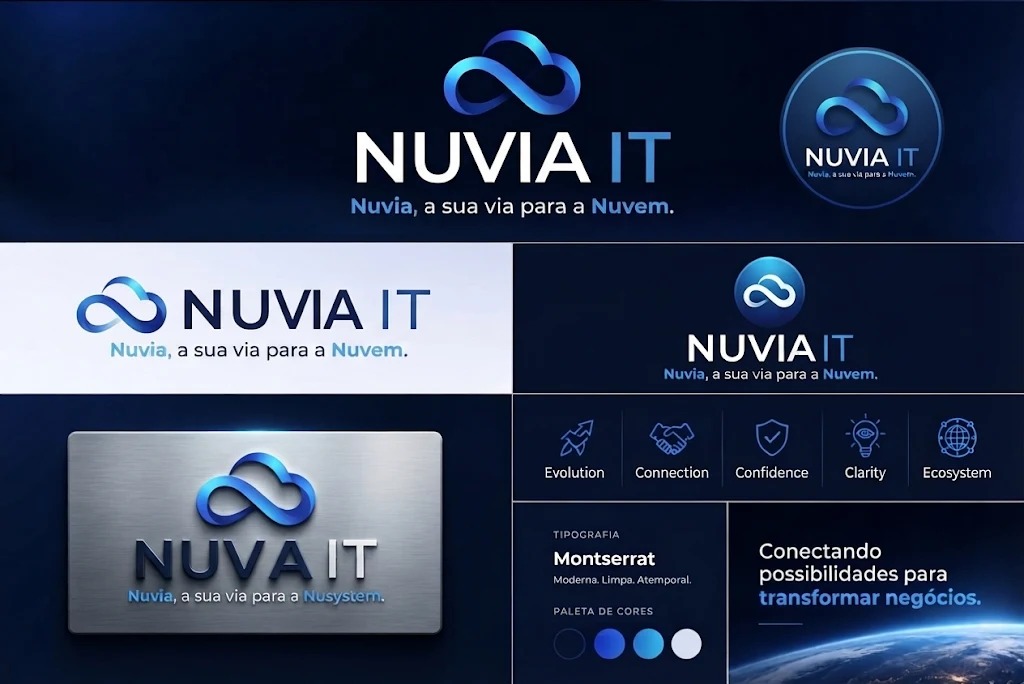 NUVIA IT
Nuvia, a sua via para a Nuvem.
NUVIA IT
Nuvia, a sua via para a Nuvem.
NUVIA IT
Nuvia, a sua via para a Nuvem.
NUVIA IT
Nuvia, a sua via para a Nuvem.
Evolution
Connection
Confidence
Clarity
Ecosystem
NUVA IT
Nuvia, a sua via para a Nusystem.
TIPOGRAFIA
Montserrat
Moderna. Limpa. Atemporal.
PALETA DE CORES
Conectando
possibilidades para
transformar negócios.